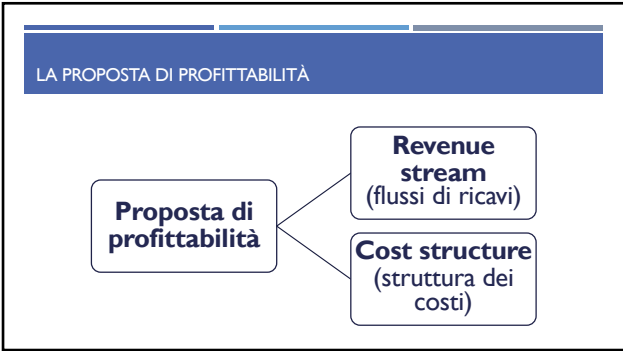 LA PROPOSTA DI PROFITTABILITÀ
Proposta di
profittabilità
Revenue
stream
(flussi di ricavi)
Cost structure
(struttura dei
costi)